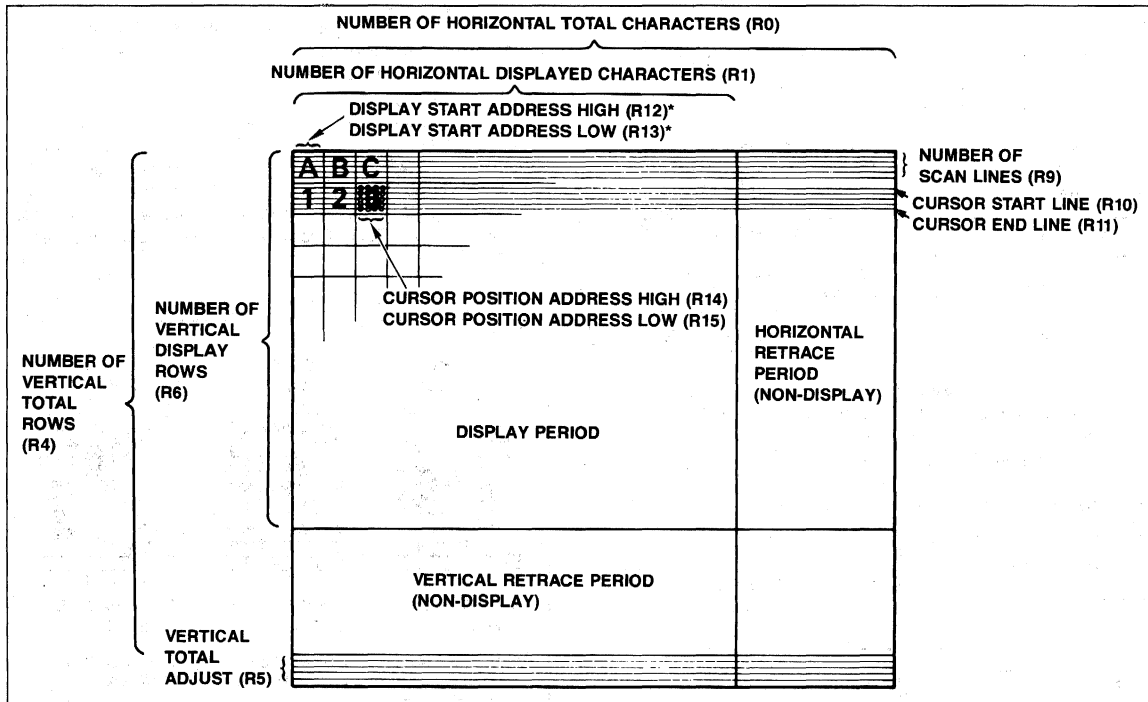 NUMBER OF HORIZONTAL TOTAL CHARACTERS (R0)
NUMBER OF HORIZONTAL DISPLAYED CHARACTERS (R1)
DISPLAY START ADDRESS HIGH (R12)*
DISPLAY START ADDRESS LOW (R13)*
A B C
1 2
NUMBER OF
SCAN LINES (R9)
CURSOR START LINE (R10)
CURSOR END LINE (R11)
CURSOR POSITION ADDRESS HIGH (R14)
CURSOR POSITION ADDRESS LOW (R15)
NUMBER OF
VERTICAL
DISPLAY
ROWS
(R6)
NUMBER OF
VERTICAL
TOTAL
ROWS
(R4)
HORIZONTAL
RETRACE
PERIOD
(NON-DISPLAY)
DISPLAY PERIOD
VERTICAL RETRACE PERIOD
(NON-DISPLAY)
VERTICAL
TOTAL
ADJUST (R5)